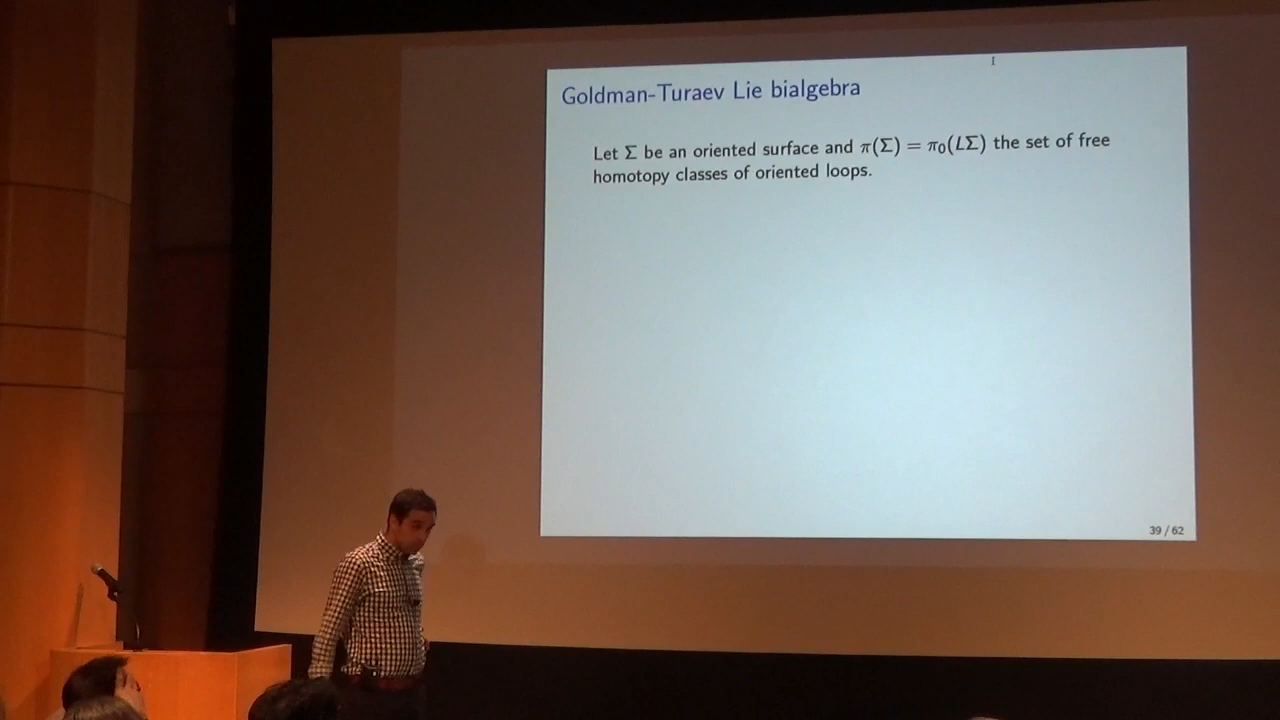 Goldman-Turaev Lie bialgebra
Let Σ be an oriented surface and π(Σ) = π₀(LΣ) the set of free
homotopy classes of oriented loops.
39 / 62